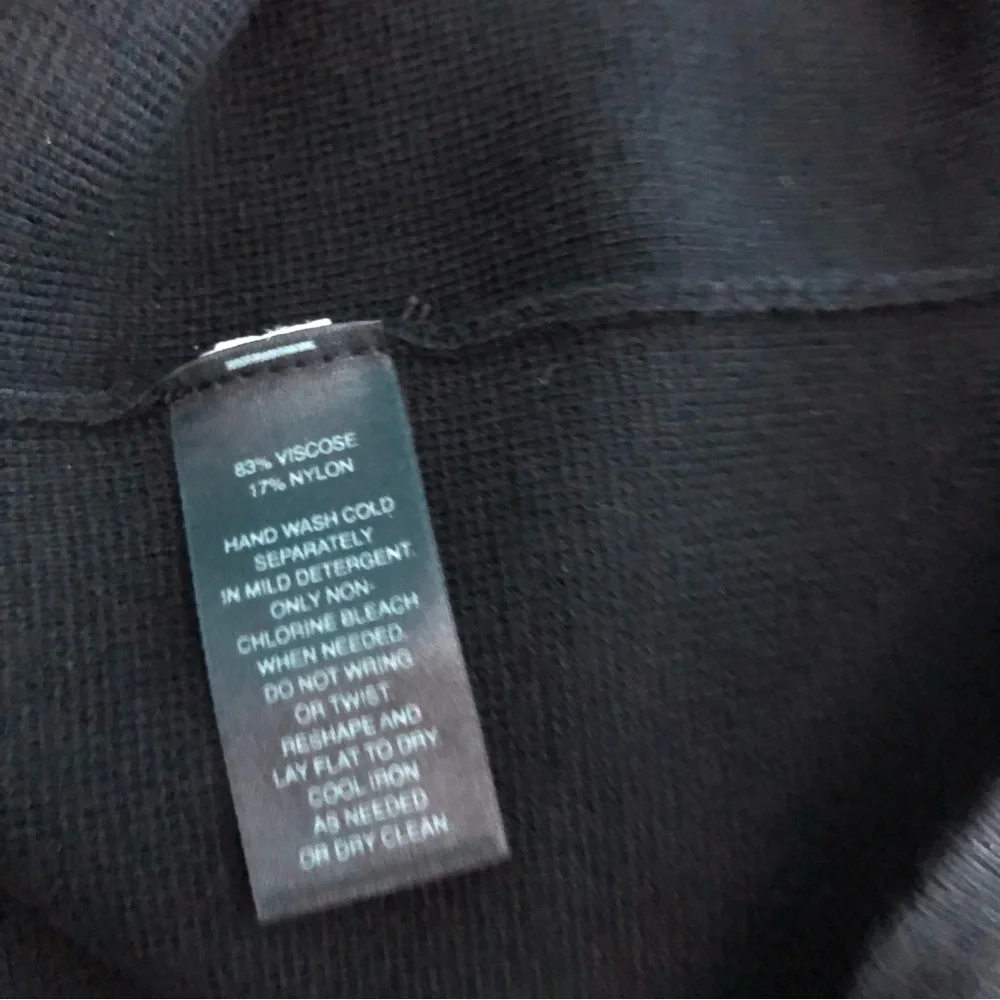 83% VISCOSE
17% NYLON
HAND WASH COLD
SEPARATELY
IN MILD DETERGENT.
ONLY NON-
CHLORINE BLEACH
WHEN NEEDED.
DO NOT WRING
OR TWIST.
RESHAPE AND
LAY FLAT TO DRY.
COOL IRON
AS NEEDED
OR DRY CLEAN.